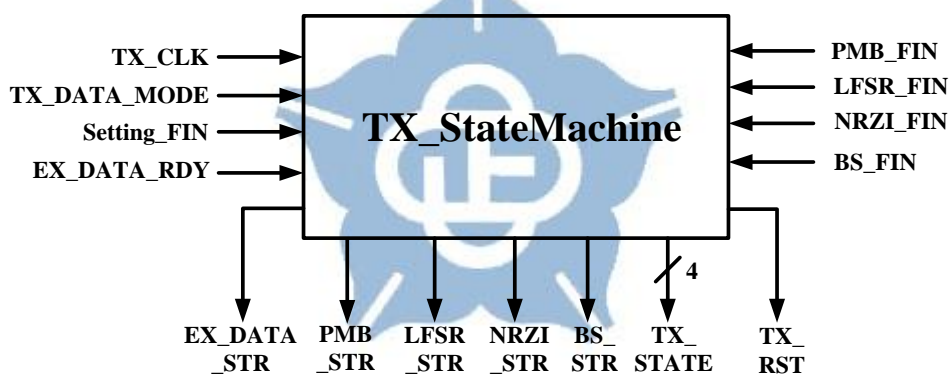 TX_CLK
TX_DATA_MODE
Setting_FIN
EX_DATA_RDY
TX_StateMachine
PMB_FIN
LFSR_FIN
NRZI_FIN
BS_FIN
4
EX_DATA
_STR
PMB
_STR
LFSR
_STR
NRZI
_STR
BS_
STR
TX_
STATE
TX_
RST